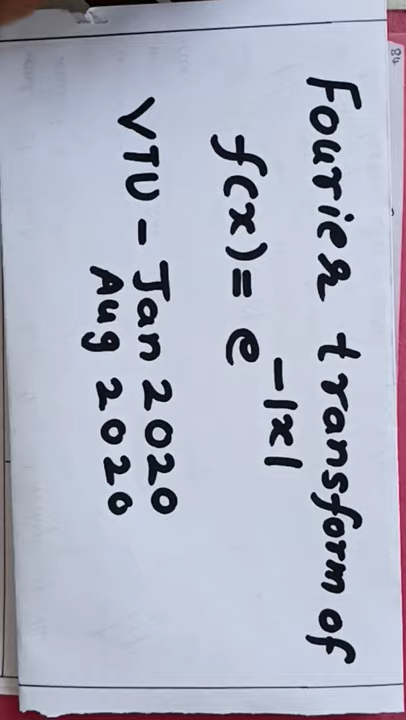 Fourier transform of
f(x) = e^-|x|
VTU - Jan 2020
Aug 2020